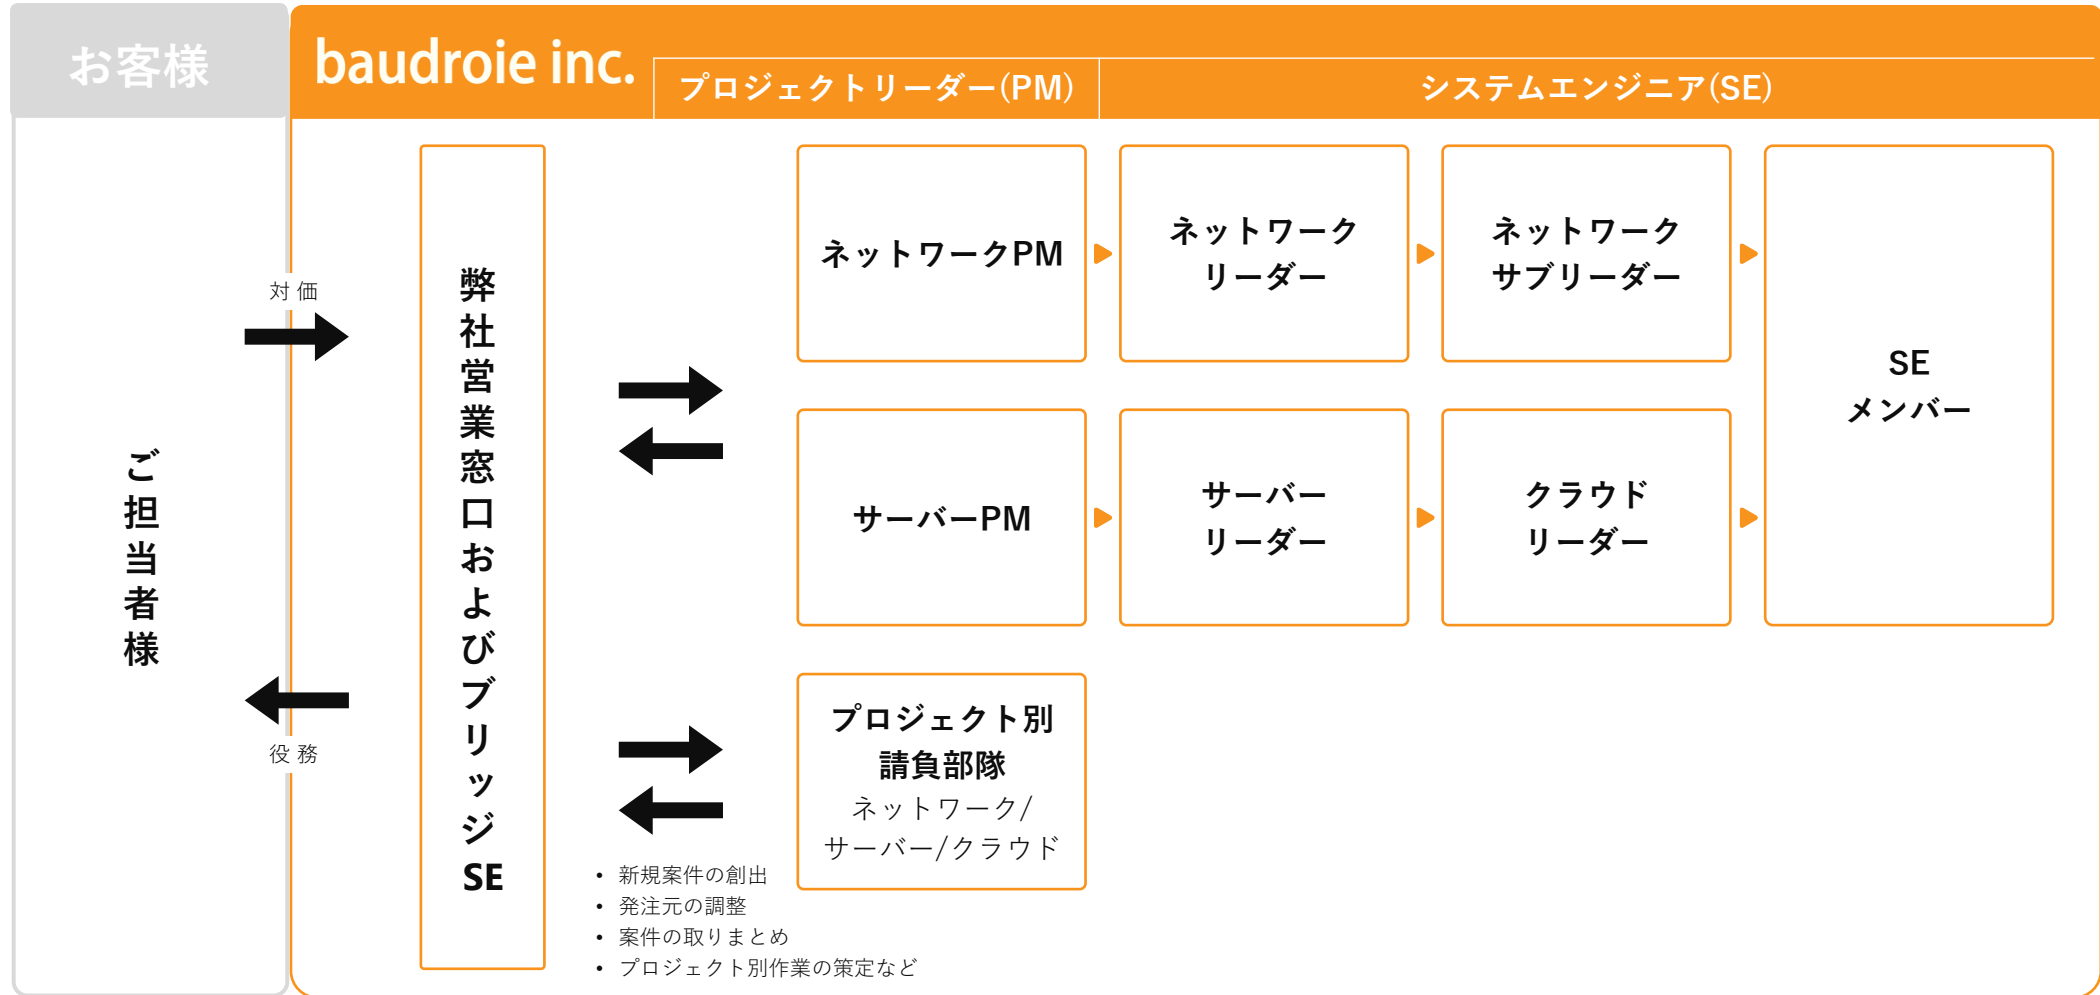 お客様
baudroie inc.
プロジェクトリーダー(PM)
システムエンジニア(SE)
ご担当者様
対価
役務
弊社営業窓口およびブリッジSE
ネットワークPM
ネットワーク
リーダー
ネットワーク
サブリーダー
SE
メンバー
サーバーPM
サーバー
リーダー
クラウド
リーダー
プロジェクト別
請負部隊
ネットワーク/
サーバー/クラウド
• 新規案件の創出
• 発注元の調整
• 案件の取りまとめ
• プロジェクト別作業の策定など